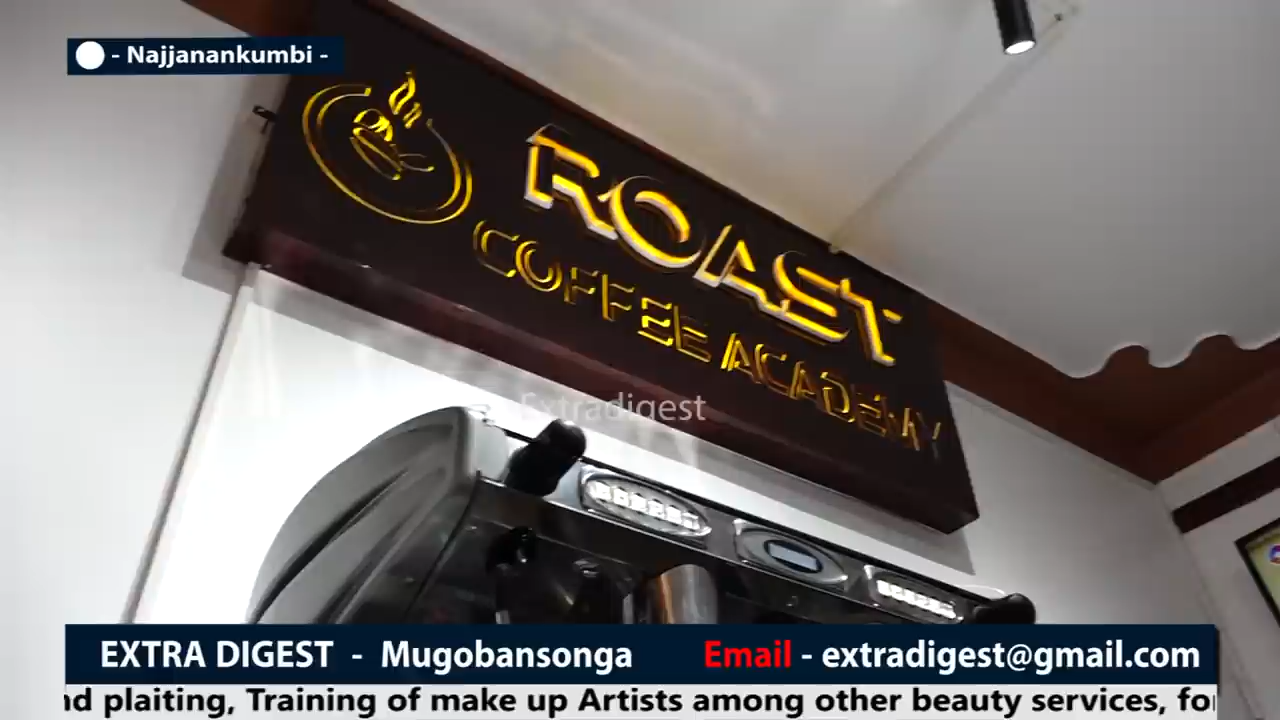 - Najjanankumbi -
ROAST
COFFEE ACADEMY
Extradigest
EXTRA DIGEST - Mugobansonga Email - extradigest@gmail.com
plaiting, Training of make up Artists among other beauty services,